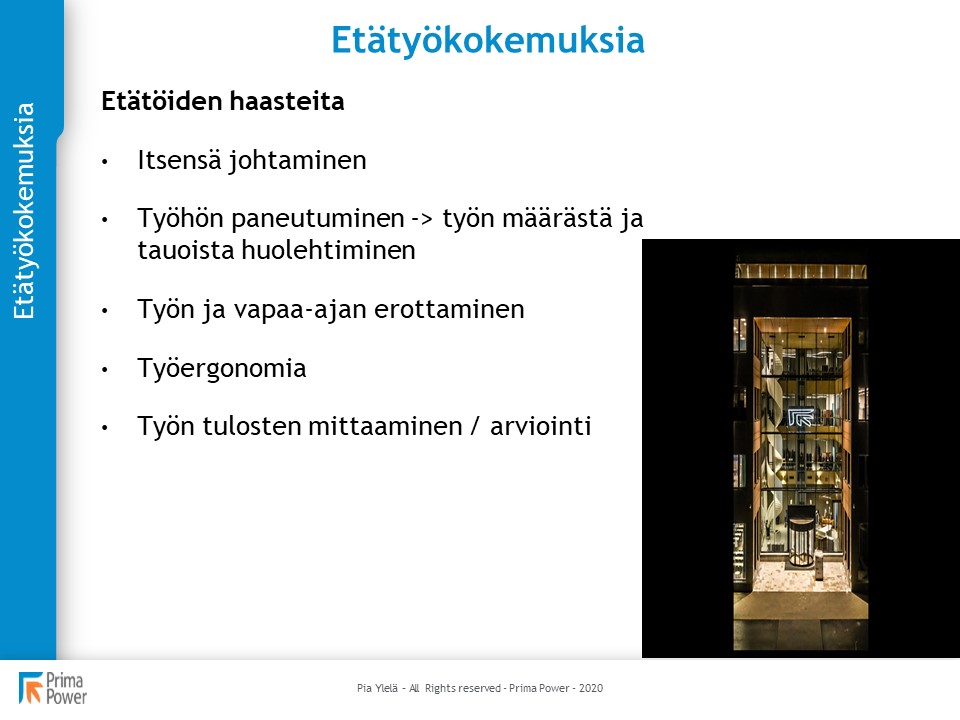 Etätyökokemuksia
Etätyökokemuksia
Etätöiden haasteita
• Itsensä johtaminen
• Työhön paneutuminen -> työn määrästä ja
tauoista huolehtiminen
• Työn ja vapaa-ajan erottaminen
• Työergonomia
• Työn tulosten mittaaminen / arviointi
Prima
Power
Pia Ylelä - All Rights reserved - Prima Power - 2020